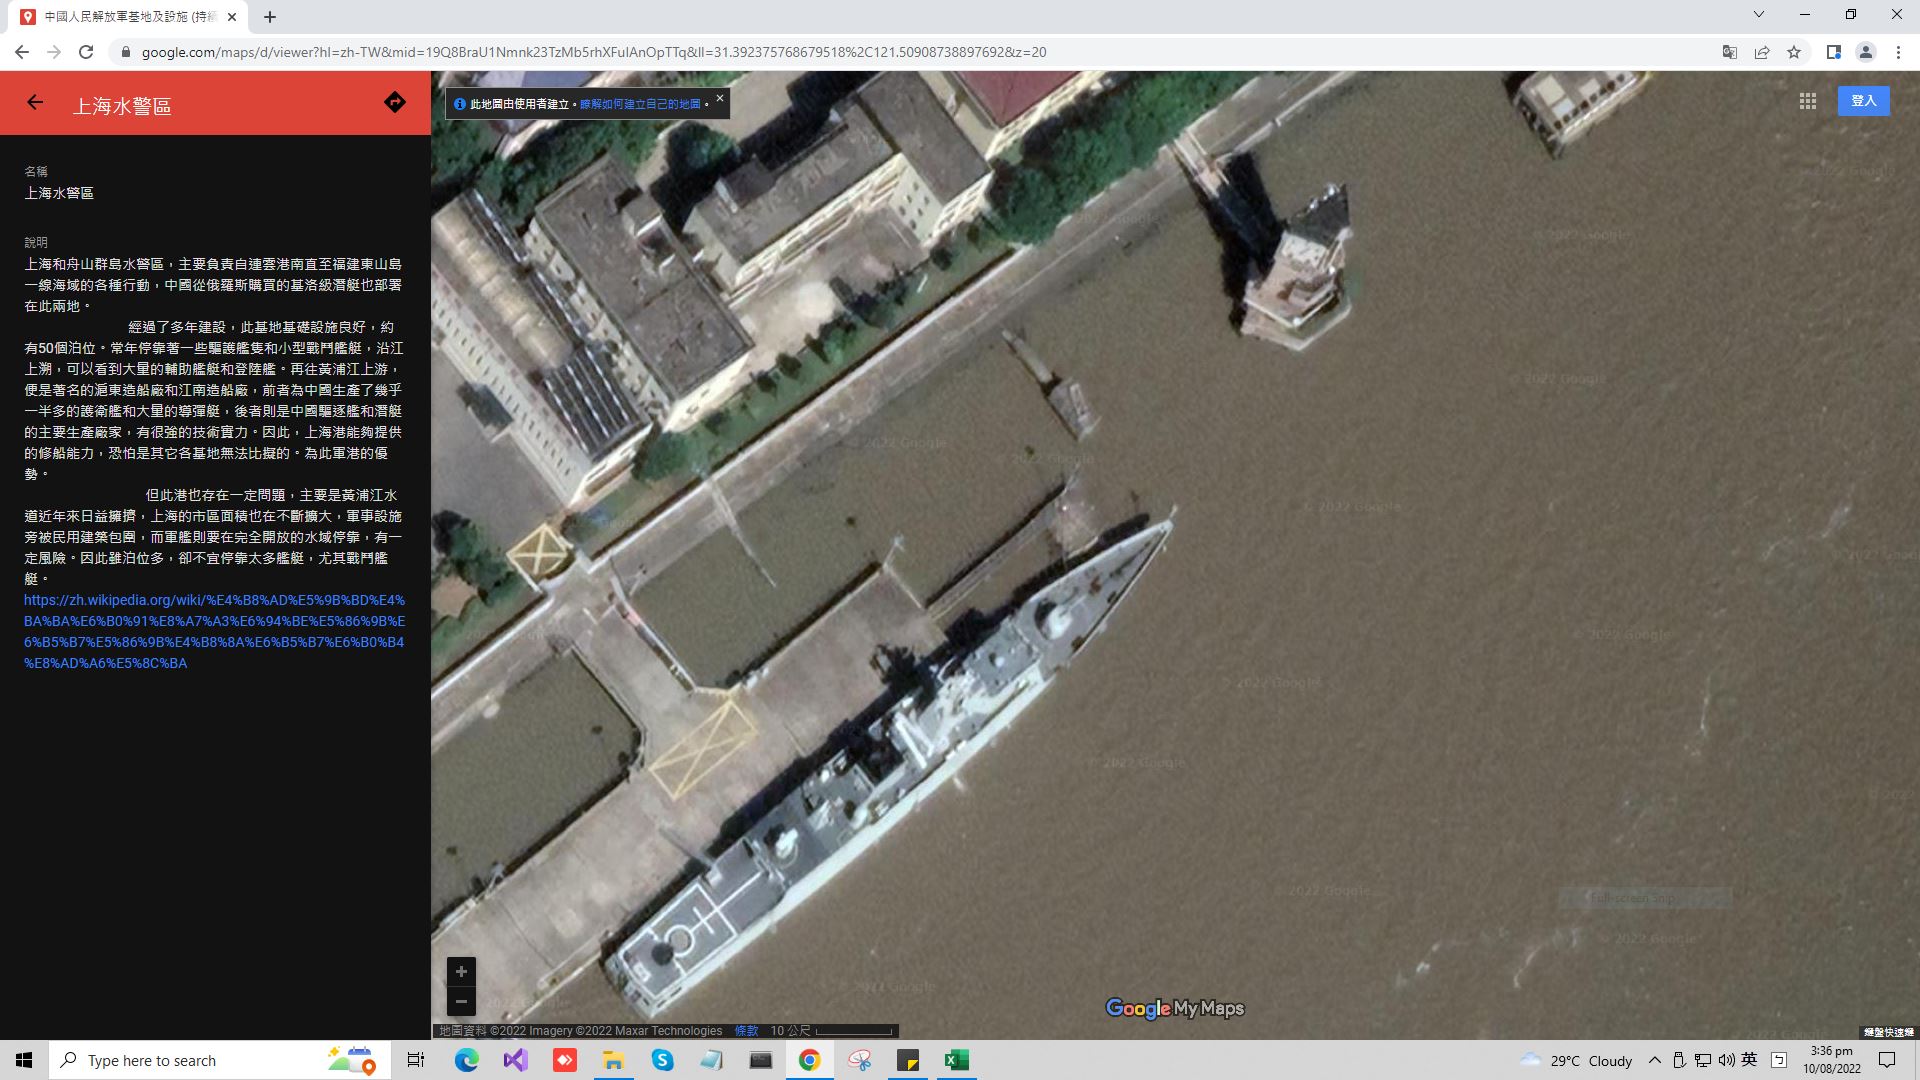 中國人民解放軍基地及設施 (持續
google.com/maps/d/viewer?hl=zh-TW&mid=19Q8BraU1Nmnk23TzMb5rhXFulAnOpTTq&ll=31.392375768679518%2C121.50908738897692&z=20
上海水警區
此地圖由使用者建立。瞭解如何建立自己的地圖。
登入
名稱
上海水警區
說明
上海和舟山群島水警區，主要負責自連雲港南直至福建東山島
一線海域的各種行動，中國從俄羅斯購買的基洛級潛艇也部署
在此兩地。
經過了多年建設，此基地基礎設施良好，約
有50個泊位。常年停靠著一些驅護艦隻和小型戰鬥艦艇，沿江
上溯，可以看到大量的輔助艦艇和登陸艦。再往黃浦江上游，
便是著名的滬東造船廠和江南造船廠，前者為中國生產了幾乎
一半多的護衛艦和大量的導彈艇，後者則是中國驅逐艦和潛艇
的主要生產廠家，有很強的技術實力。因此，上海港能夠提供
的修船能力，恐怕是其它各基地無法比擬的。為此軍港的優
勢。
但此港也存在一定問題，主要是黃浦江水
道近年來日益擁擠，上海的市區面積也在不斷擴大，軍事設施
旁被民用建築包圍，而軍艦則要在完全開放的水域停靠，有一
定風險。因此雖泊位多，卻不宜停靠太多艦艇，尤其戰鬥艦
艇。
https://zh.wikipedia.org/wiki/%E4%B8%AD%E5%9B%BD%E4%
BA%BA%E6%B0%91%E8%A7%A3%E6%94%BE%E5%86%9B%E
6%B5%B7%E5%86%9B%E4%B8%8A%E6%B5%B7%E6%B0%B4
%E8%AD%A6%E5%8C%BA
Full-screen Snip
Google My Maps
地圖資料 ©2022 Imagery ©2022 Maxar Technologies 條款 10 公尺
鍵盤快速鍵
Type here to search
29°C Cloudy
英
3:36 pm
10/08/2022